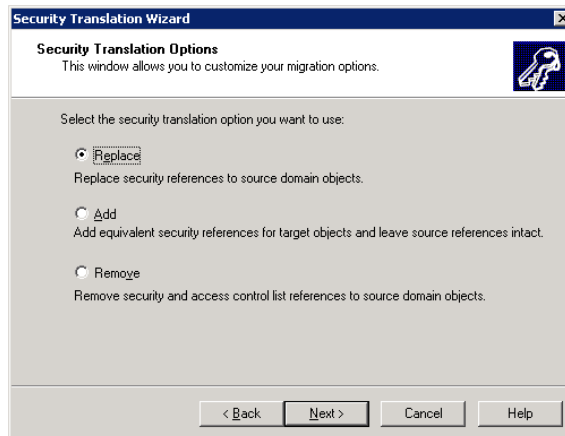 Security Translation Wizard
Security Translation Options
This window allows you to customize your migration options.
Select the security translation option you want to use:
Replace
Replace security references to source domain objects.
Add
Add equivalent security references for target objects and leave source references intact.
Remove
Remove security and access control list references to source domain objects.
< Back Next > Cancel Help